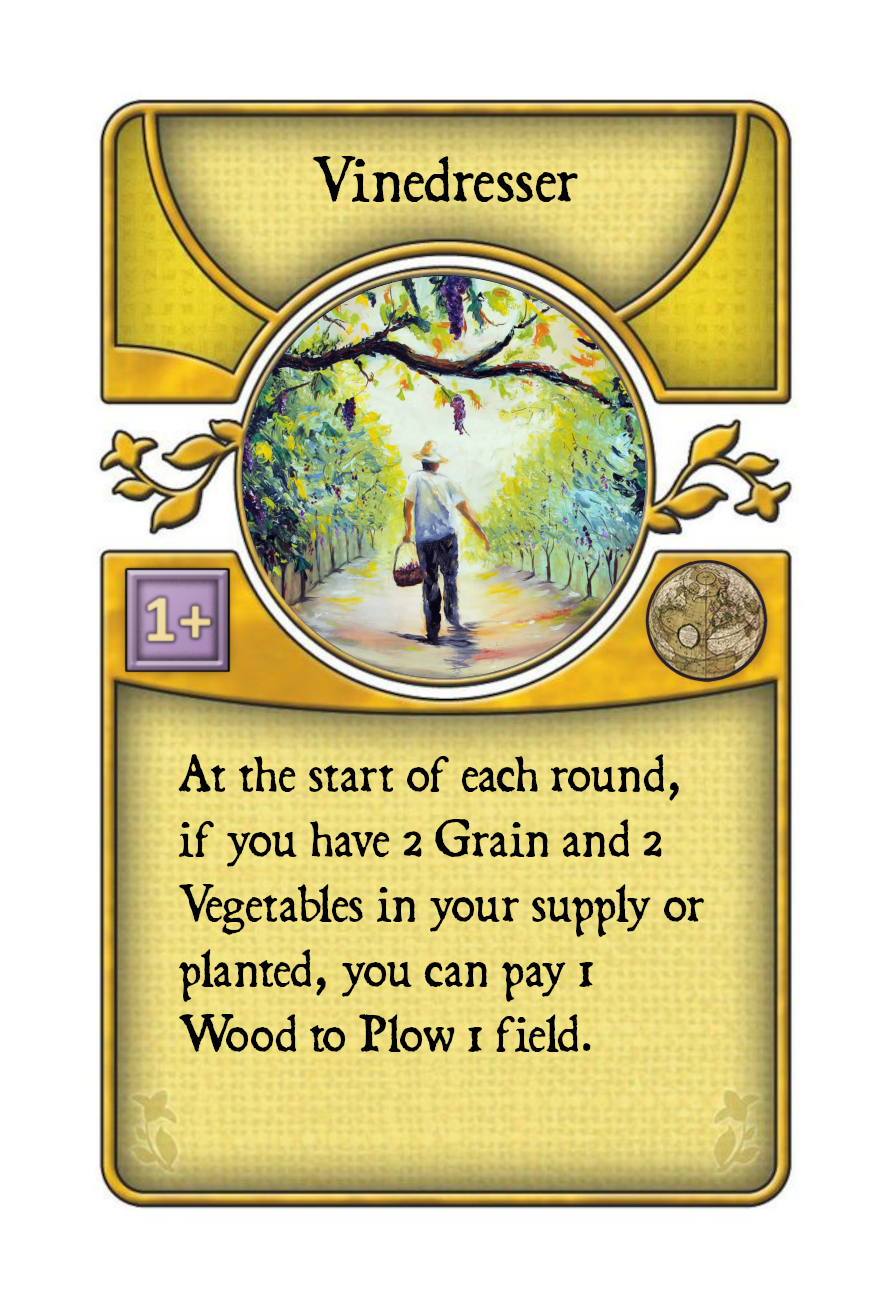 Vinedresser
1+
At the start of each round,
if you have 2 Grain and 2
Vegetables in your supply or
planted, you can pay 1
Wood to Plow 1 field.